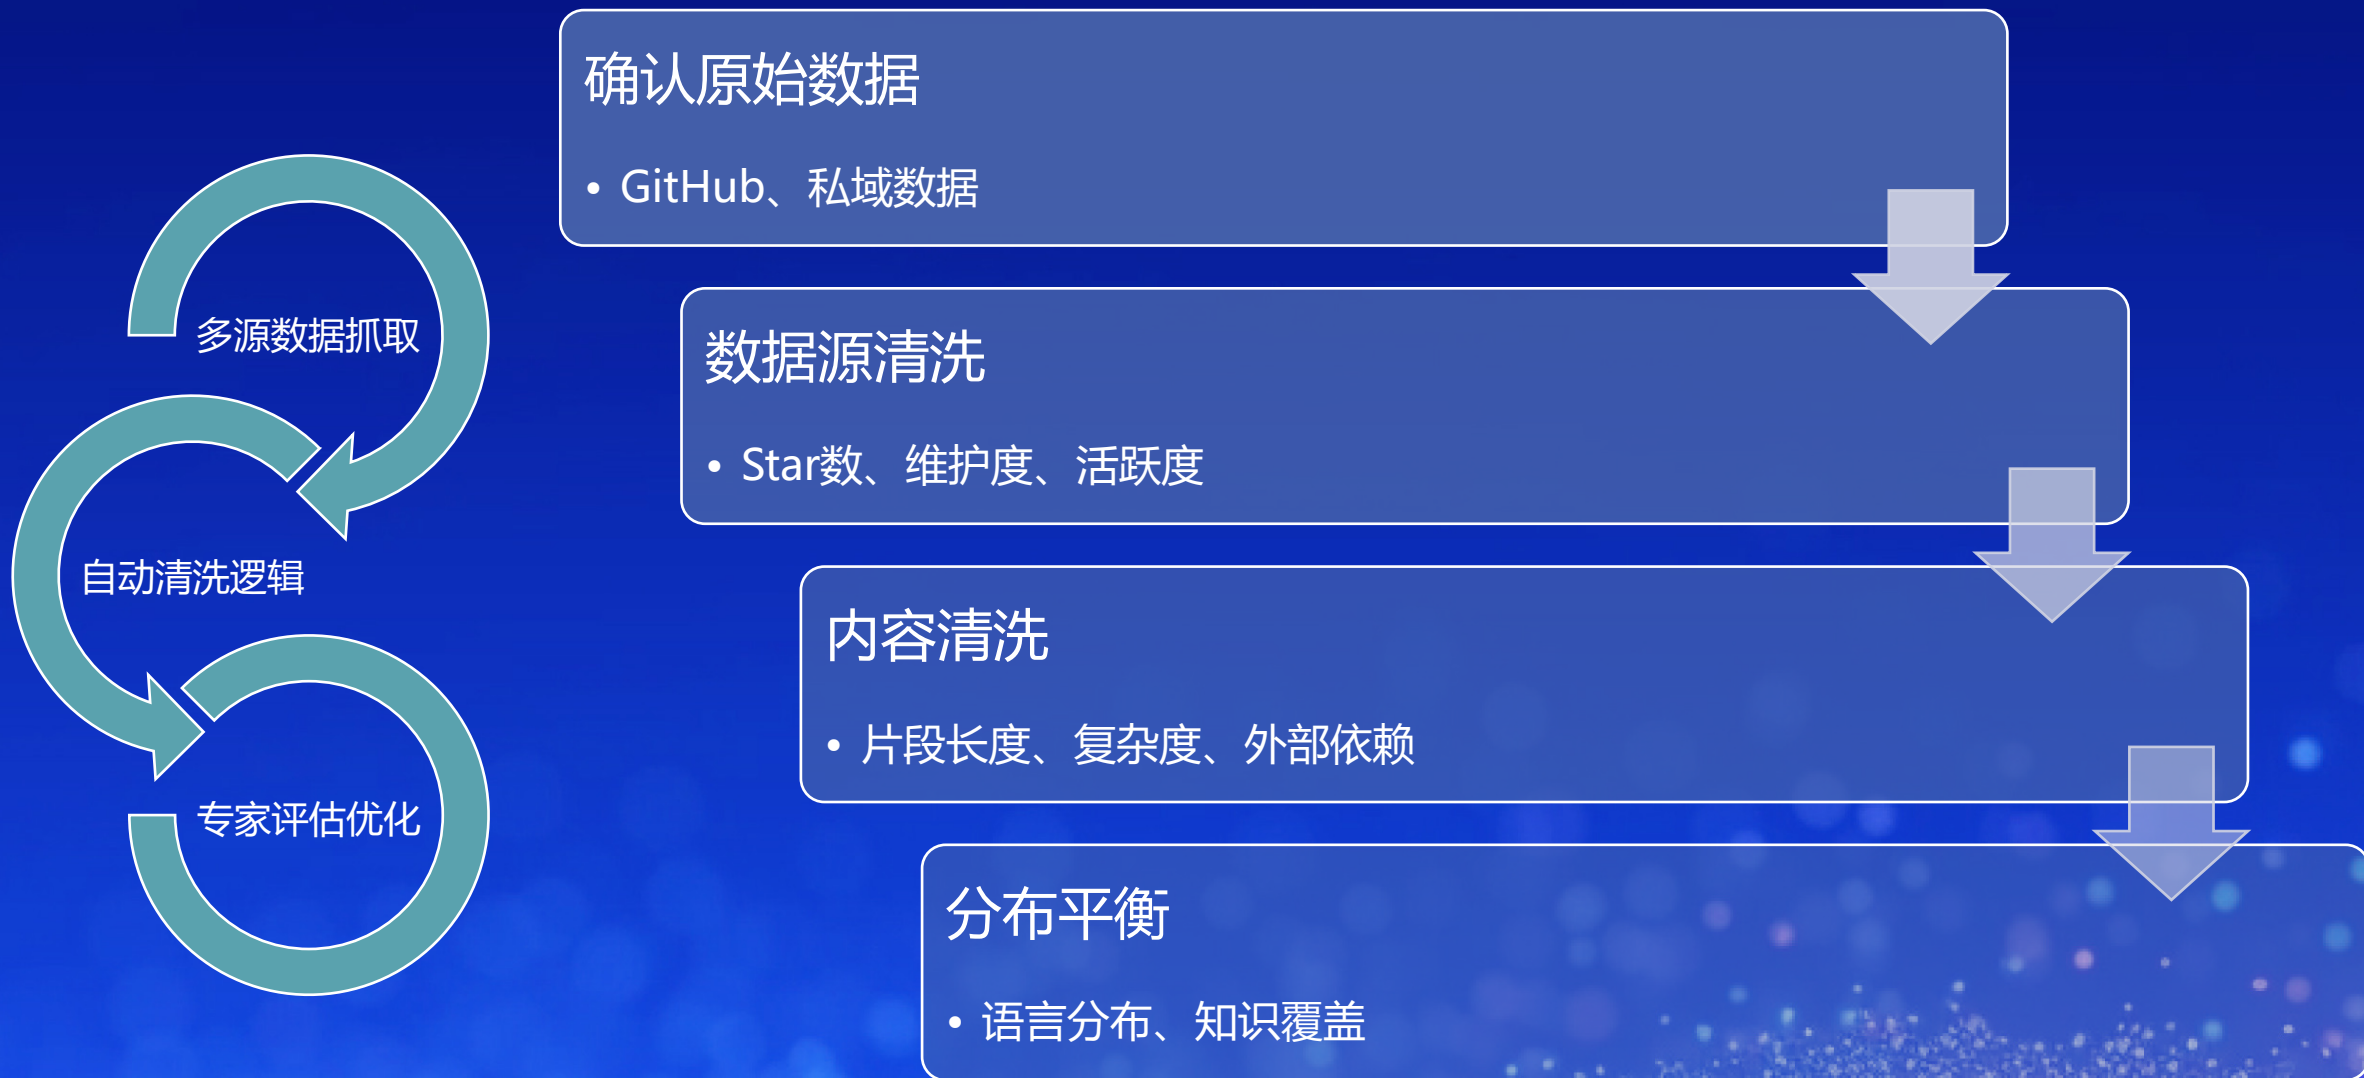 多源数据抓取
自动清洗逻辑
专家评估优化
确认原始数据
• GitHub、私域数据
数据源清洗
• Star数、维护度、活跃度
内容清洗
• 片段长度、复杂度、外部依赖
分布平衡
• 语言分布、知识覆盖